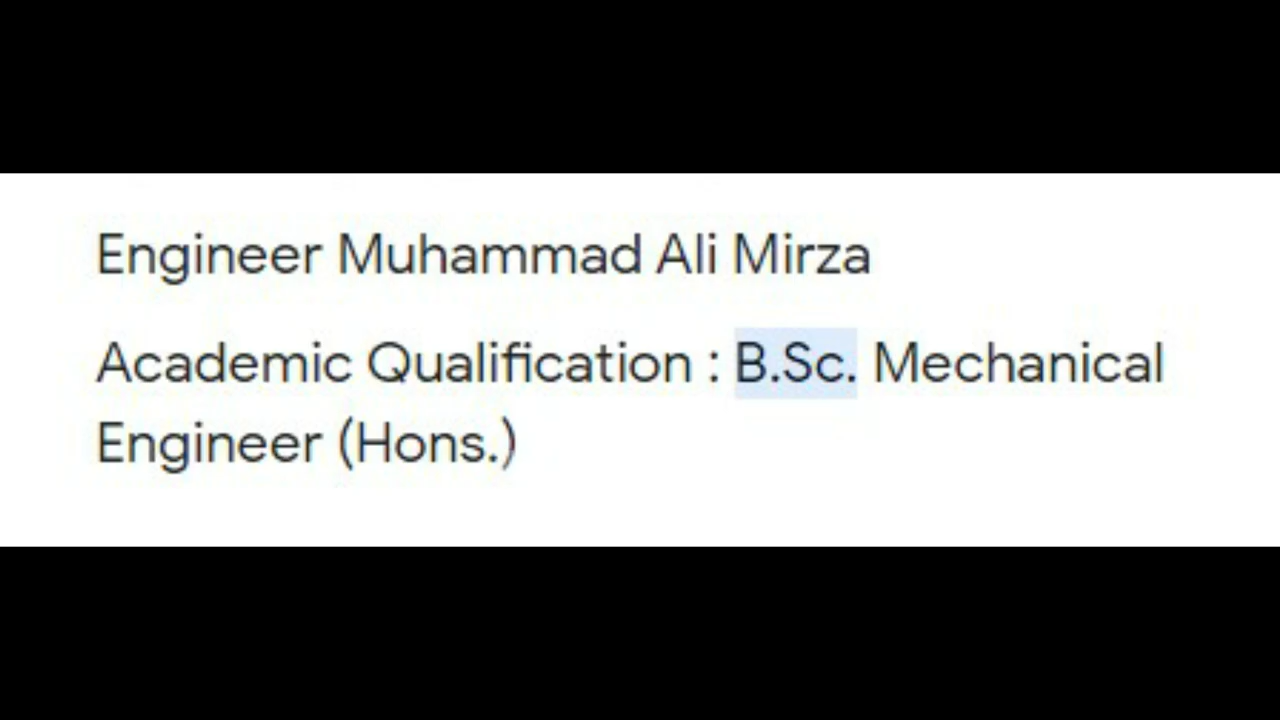 Engineer Muhammad Ali Mirza
Academic Qualification : B.Sc. Mechanical
Engineer (Hons.)